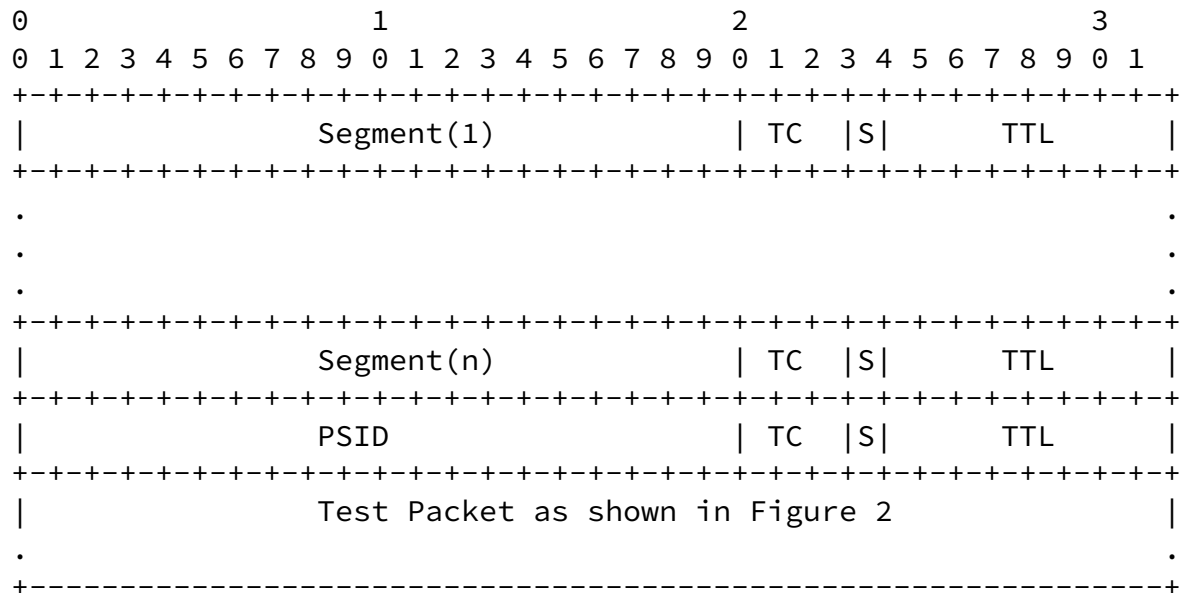 0                   1                   2                   3
0 1 2 3 4 5 6 7 8 9 0 1 2 3 4 5 6 7 8 9 0 1 2 3 4 5 6 7 8 9 0 1
+-+-+-+-+-+-+-+-+-+-+-+-+-+-+-+-+-+-+-+-+-+-+-+-+-+-+-+-+-+-+-+-+
|                Segment(1)             | TC  |S|      TTL      |
+-+-+-+-+-+-+-+-+-+-+-+-+-+-+-+-+-+-+-+-+-+-+-+-+-+-+-+-+-+-+-+-+
.                                                               .
.                                                               .
.                                                               .
+-+-+-+-+-+-+-+-+-+-+-+-+-+-+-+-+-+-+-+-+-+-+-+-+-+-+-+-+-+-+-+-+
|                Segment(n)             | TC  |S|      TTL      |
+-+-+-+-+-+-+-+-+-+-+-+-+-+-+-+-+-+-+-+-+-+-+-+-+-+-+-+-+-+-+-+-+
|                PSID                   | TC  |S|      TTL      |
+-+-+-+-+-+-+-+-+-+-+-+-+-+-+-+-+-+-+-+-+-+-+-+-+-+-+-+-+-+-+-+-+
|                Test Packet as shown in Figure 2               |
.                                                               .
+---------------------------------------------------------------+